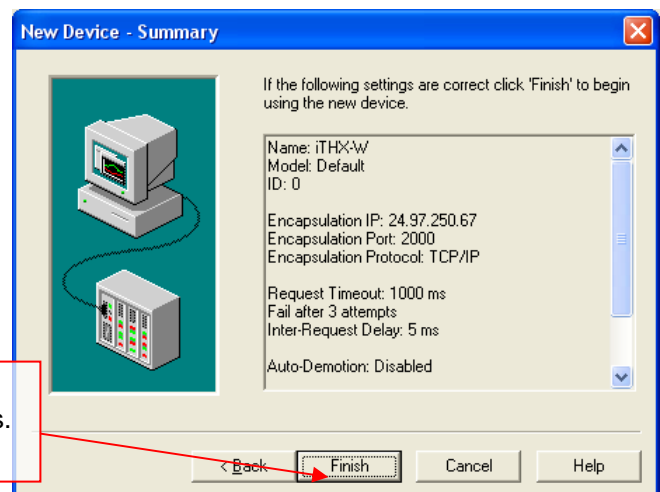 New Device - Summary
If the following settings are correct click 'Finish' to begin
using the new device.
Name: iTHX-W
Model: Default
ID: 0
Encapsulation IP: 24.97.250.67
Encapsulation Port: 2000
Encapsulation Protocol: TCP/IP
Request Timeout: 1000 ms
Fail after 3 attempts
Inter-Request Delay: 5 ms
Auto-Demotion: Disabled
s.
< Back
Finish
Cancel
Help